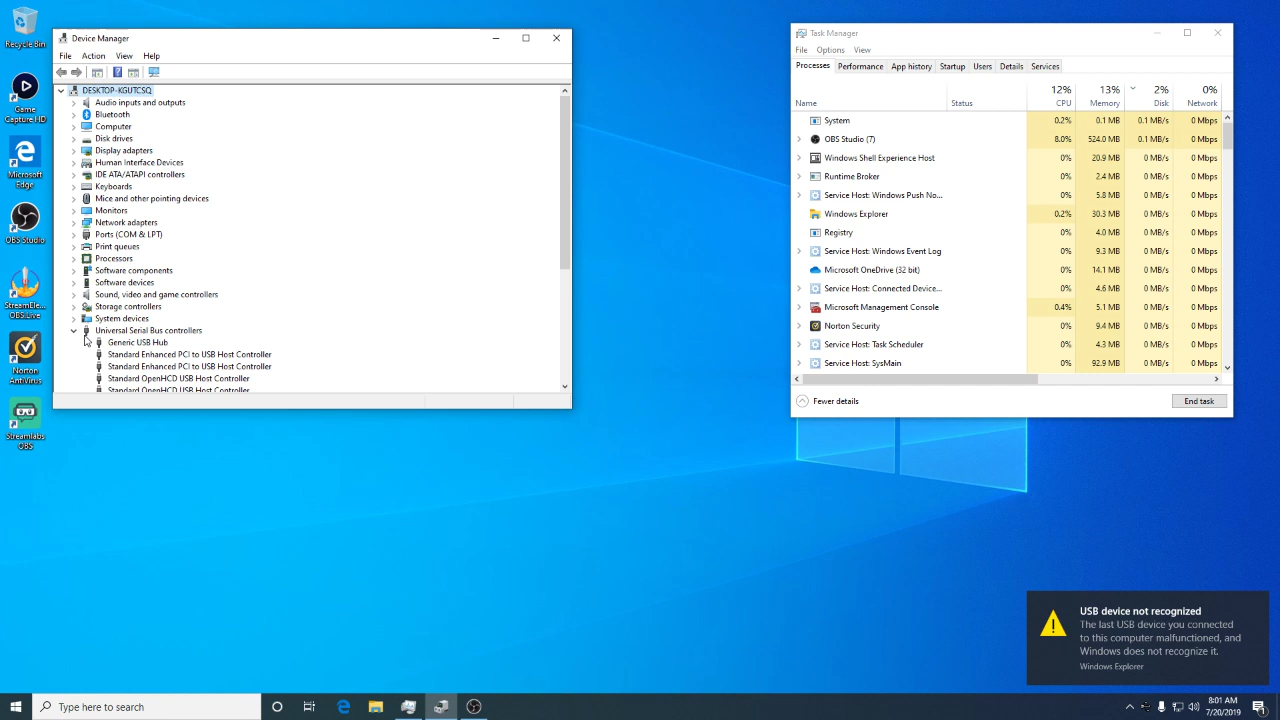 Recycle Bin
Game
Capture HD
Microsoft
Edge
OBS Studio
StreamEle...
OBS.Live
Norton
AntiVirus
Streamlabs
OBS
Device Manager
File Action View Help
DESKTOP-KGUTCSQ
Audio inputs and outputs
Bluetooth
Computer
Disk drives
Display adapters
Human Interface Devices
IDE ATA/ATAPI controllers
Keyboards
Mice and other pointing devices
Monitors
Network adapters
Ports (COM & LPT)
Print queues
Processors
Software components
Software devices
Sound, video and game controllers
Storage controllers
System devices
Universal Serial Bus controllers
Generic USB Hub
Standard Enhanced PCI to USB Host Controller
Standard Enhanced PCI to USB Host Controller
Standard OpenHCD USB Host Controller
Standard OpenHCD USB Host Controller
Task Manager
File Options View
Processes Performance App history Startup Users Details Services
12% 13% 2% 0%
Name Status CPU Memory Disk Network
System 0.2% 0.1 MB 0.1 MB/s 0 Mbps
OBS Studio (7) 8.0% 524.0 MB 0.1 MB/s 0 Mbps
Windows Shell Experience Host 0% 20.9 MB 0 MB/s 0 Mbps
Runtime Broker 0% 2.4 MB 0 MB/s 0 Mbps
Service Host: Windows Push No... 0% 5.8 MB 0 MB/s 0 Mbps
Windows Explorer 0.2% 30.3 MB 0 MB/s 0 Mbps
Registry 0% 4.0 MB 0 MB/s 0 Mbps
Service Host: Windows Event Log 0% 9.3 MB 0 MB/s 0 Mbps
Microsoft OneDrive (32 bit) 0% 14.1 MB 0 MB/s 0 Mbps
Service Host: Connected Device... 0% 4.6 MB 0 MB/s 0 Mbps
Microsoft Management Console 0.4% 5.1 MB 0 MB/s 0 Mbps
Norton Security 0% 9.4 MB 0 MB/s 0 Mbps
Service Host: Task Scheduler 0% 4.3 MB 0 MB/s 0 Mbps
Service Host: SysMain 0% 92.9 MB 0 MB/s 0 Mbps
Fewer details End task
USB device not recognized
The last USB device you connected
to this computer malfunctioned, and
Windows does not recognize it.
Windows Explorer
Type here to search
8:01 AM
7/20/2019
1